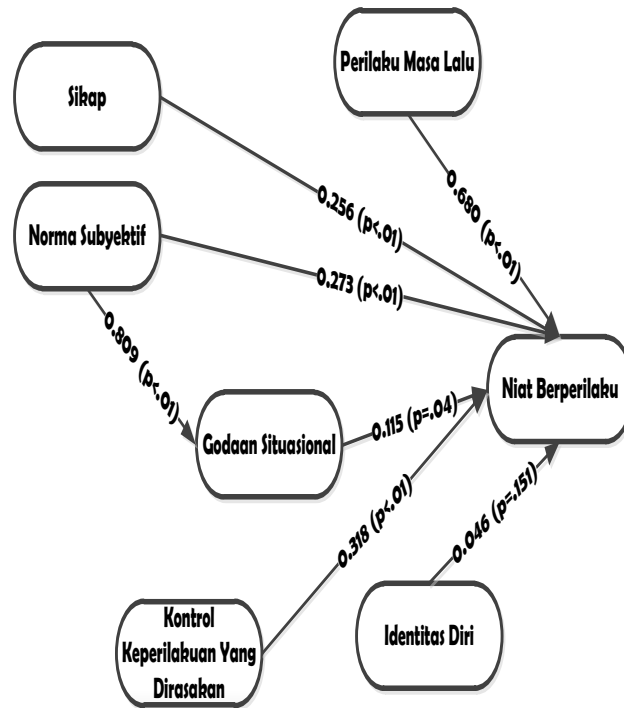 Perilaku Masa Lalu
Sikap
0.256 (p<.01)
0.680 (p<.01)
Norma Subyektif
0.273 (p<.01)
0.809 (p<.01)
Niat Berperilaku
Godaan Situasional
0.115 (p=.04)
0.318 (p<.01)
0.046 (p=.151)
Kontrol
Keperilakuan Yang
Dirasakan
Identitas Diri